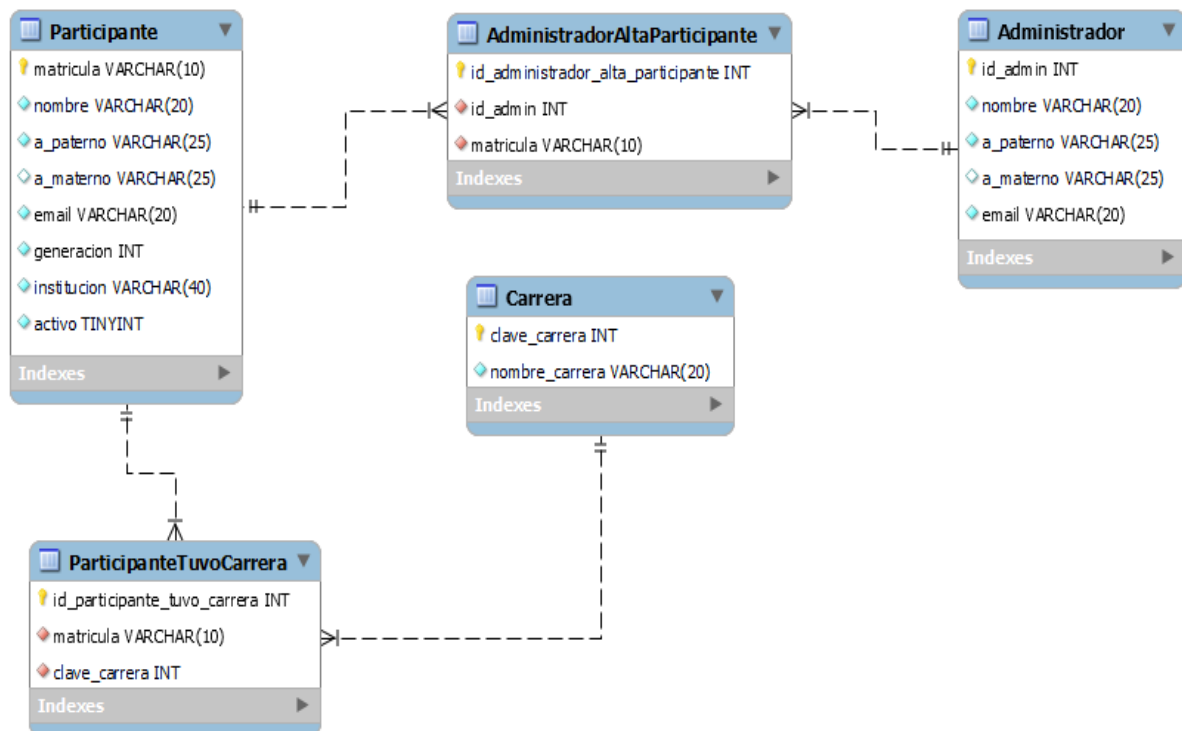 Participante
matricula VARCHAR(10)
nombre VARCHAR(20)
a_paterno VARCHAR(25)
a_materno VARCHAR(25)
email VARCHAR(20)
generacion INT
institucion VARCHAR(40)
activo TINYINT
Indexes
AdministradorAltaParticipante
id_administrador_alta_participante INT
id_admin INT
matricula VARCHAR(10)
Indexes
Administrador
id_admin INT
nombre VARCHAR(20)
a_paterno VARCHAR(25)
a_materno VARCHAR(25)
email VARCHAR(20)
Indexes
Carrera
clave_carrera INT
nombre_carrera VARCHAR(20)
Indexes
ParticipanteTuvoCarrera
id_participante_tuvo_carrera INT
matricula VARCHAR(10)
clave_carrera INT
Indexes